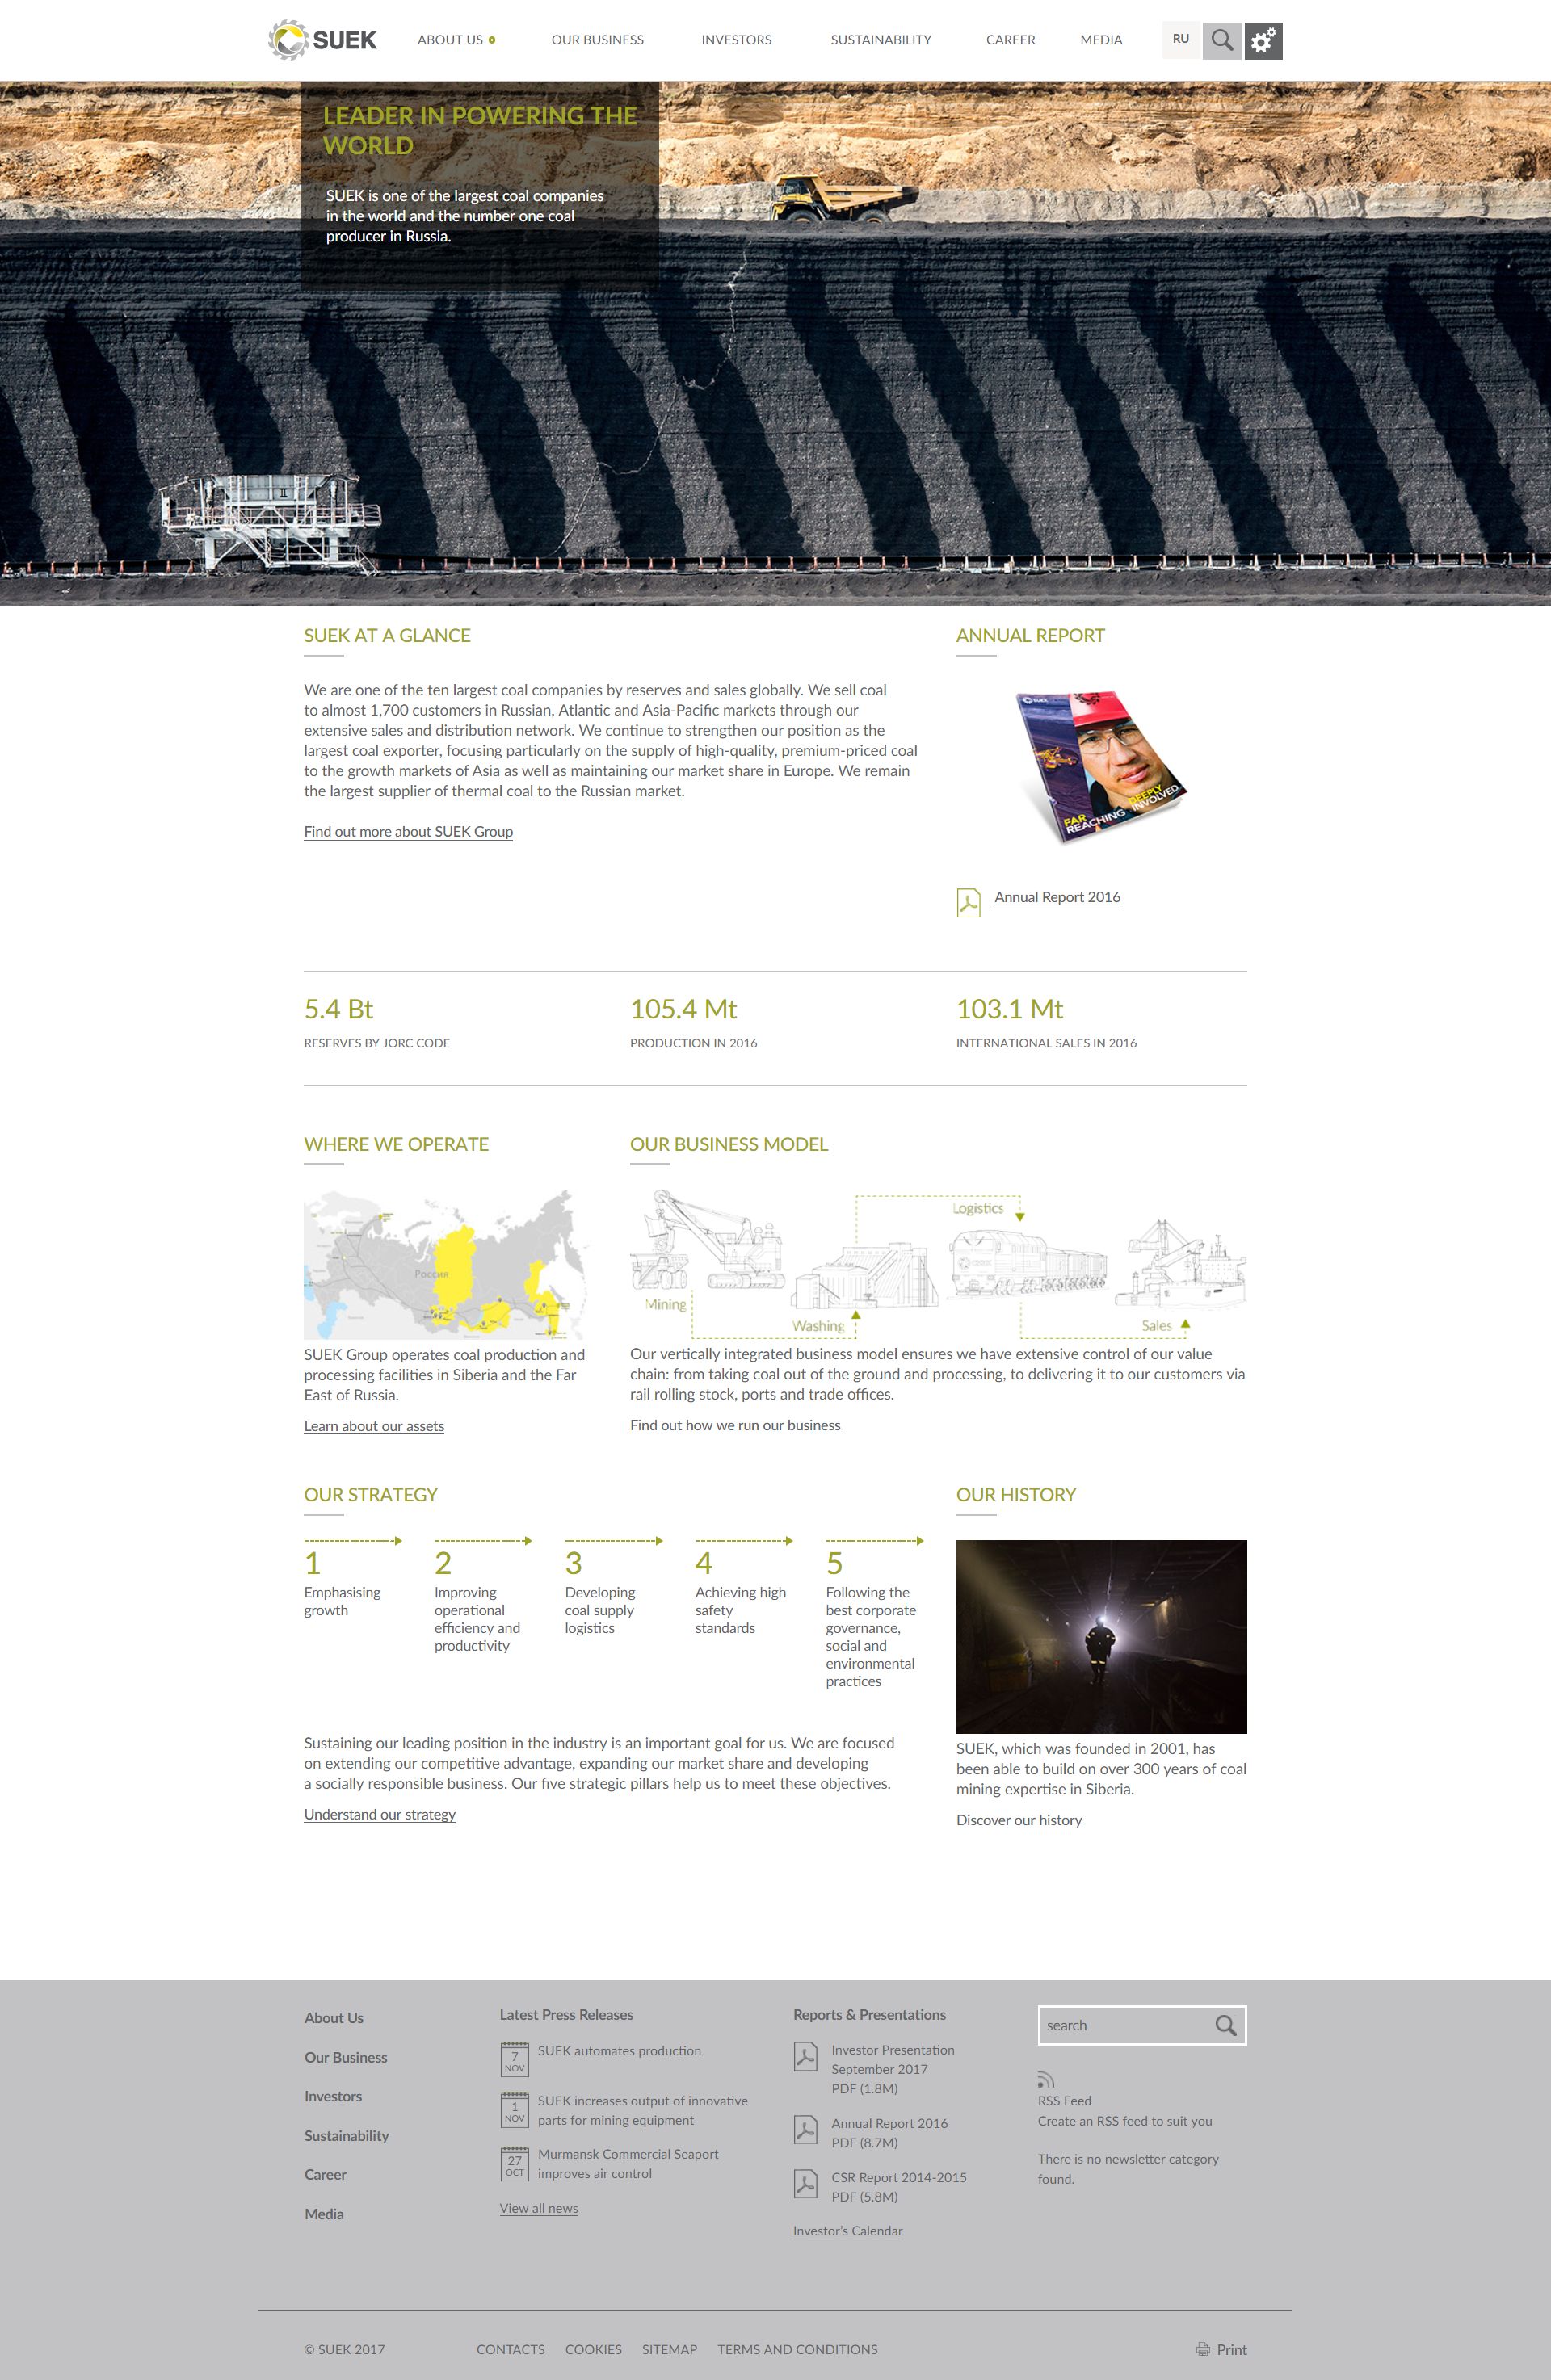 SUEK
ABOUT US
OUR BUSINESS
INVESTORS
SUSTAINABILITY
CAREER
MEDIA
RU
LEADER IN POWERING THE
WORLD
SUEK is one of the largest coal companies
in the world and the number one coal
producer in Russia.
SUEK AT A GLANCE
We are one of the ten largest coal companies by reserves and sales globally. We sell coal
to almost 1,700 customers in Russian, Atlantic and Asia-Pacific markets through our
extensive sales and distribution network. We continue to strengthen our position as the
largest coal exporter, focusing particularly on the supply of high-quality, premium-priced coal
to the growth markets of Asia as well as maintaining our market share in Europe. We remain
the largest supplier of thermal coal to the Russian market.
Find out more about SUEK Group
ANNUAL REPORT
SUEK
FAR
REACHING
DEEPLY
INVOLVED
Annual Report 2016
5.4 Bt
RESERVES BY JORC CODE
105.4 Mt
PRODUCTION IN 2016
103.1 Mt
INTERNATIONAL SALES IN 2016
WHERE WE OPERATE
Россия
SUEK Group operates coal production and
processing facilities in Siberia and the Far
East of Russia.
Learn about our assets
OUR BUSINESS MODEL
Mining
Washing
Logistics
Sales
Our vertically integrated business model ensures we have extensive control of our value
chain: from taking coal out of the ground and processing, to delivering it to our customers via
rail rolling stock, ports and trade offices.
Find out how we run our business
OUR STRATEGY
1
Emphasising
growth
2
Improving
operational
efficiency and
productivity
3
Developing
coal supply
logistics
4
Achieving high
safety
standards
5
Following the
best corporate
governance,
social and
environmental
practices
Sustaining our leading position in the industry is an important goal for us. We are focused
on extending our competitive advantage, expanding our market share and developing
a socially responsible business. Our five strategic pillars help us to meet these objectives.
Understand our strategy
OUR HISTORY
SUEK, which was founded in 2001, has
been able to build on over 300 years of coal
mining expertise in Siberia.
Discover our history
About Us
Our Business
Investors
Sustainability
Career
Media
Latest Press Releases
7
NOV
SUEK automates production
1
NOV
SUEK increases output of innovative
parts for mining equipment
27
OCT
Murmansk Commercial Seaport
improves air control
View all news
Reports & Presentations
Investor Presentation
September 2017
PDF (1.8M)
Annual Report 2016
PDF (8.7M)
CSR Report 2014-2015
PDF (5.8M)
Investor's Calendar
search
RSS Feed
Create an RSS feed to suit you
There is no newsletter category
found.
© SUEK 2017
CONTACTS
COOKIES
SITEMAP
TERMS AND CONDITIONS
Print